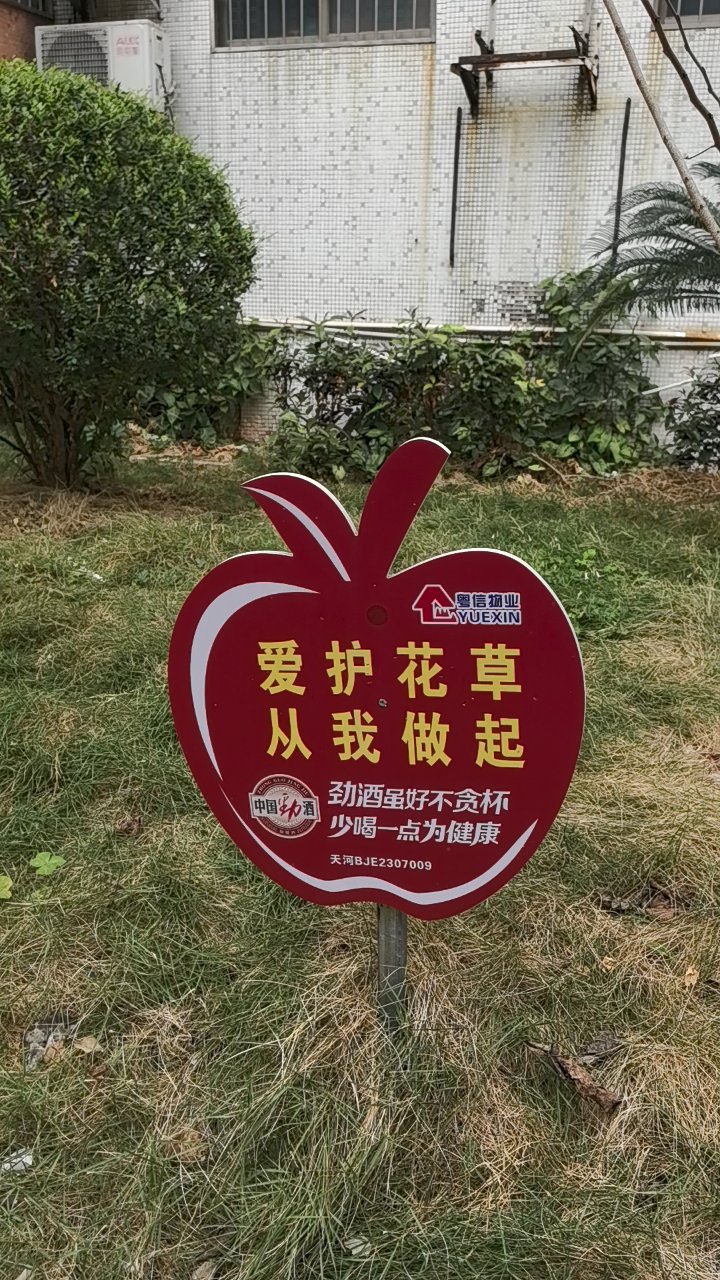 粤信物业
YUEXIN
爱护花草
从我做起
中国劲酒
劲酒虽好不贪杯
少喝一点为健康
天河BJE2307009
AUX